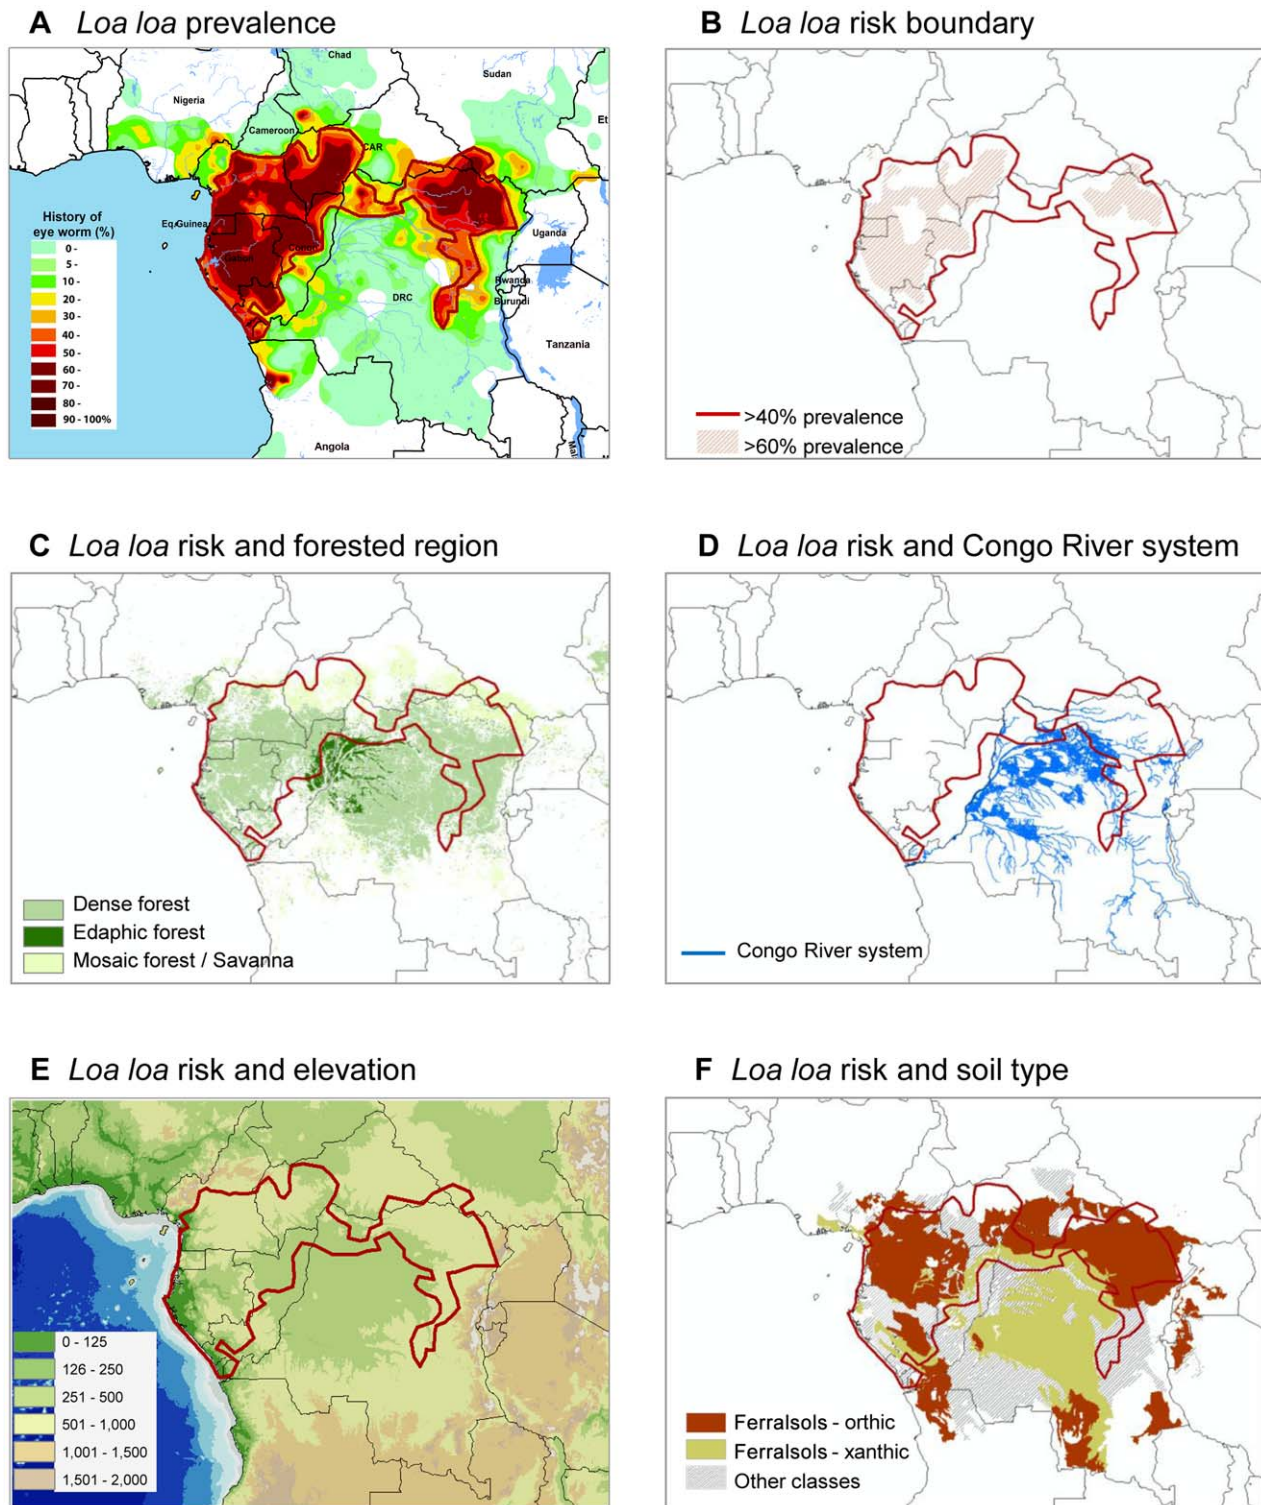 A Loa loa prevalence
Chad
Sudan
Nigeria
Et
Cameroon
CAR
Eq.Guinea
Gabon
Congo
Uganda
DRC
Rwanda
Burundi
Tanzania
Angola
Mal
History of
eye worm (%)
0 -
5 -
10 -
20 -
30 -
40 -
50 -
60 -
70 -
80 -
90 - 100%
B Loa loa risk boundary
>40% prevalence
>60% prevalence
C Loa loa risk and forested region
Dense forest
Edaphic forest
Mosaic forest / Savanna
D Loa loa risk and Congo River system
Congo River system
E Loa loa risk and elevation
0 - 125
126 - 250
251 - 500
501 - 1,000
1,001 - 1,500
1,501 - 2,000
F Loa loa risk and soil type
Ferralsols - orthic
Ferralsols - xanthic
Other classes